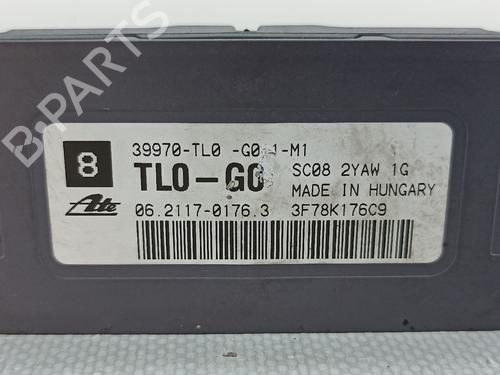 B-PARTS
8
39970-TL0 -G0 1-M1
TL0-G0
SC08 2YAW 1G
MADE IN HUNGARY
Ate
06.2117-0176.3
3F78K176C9